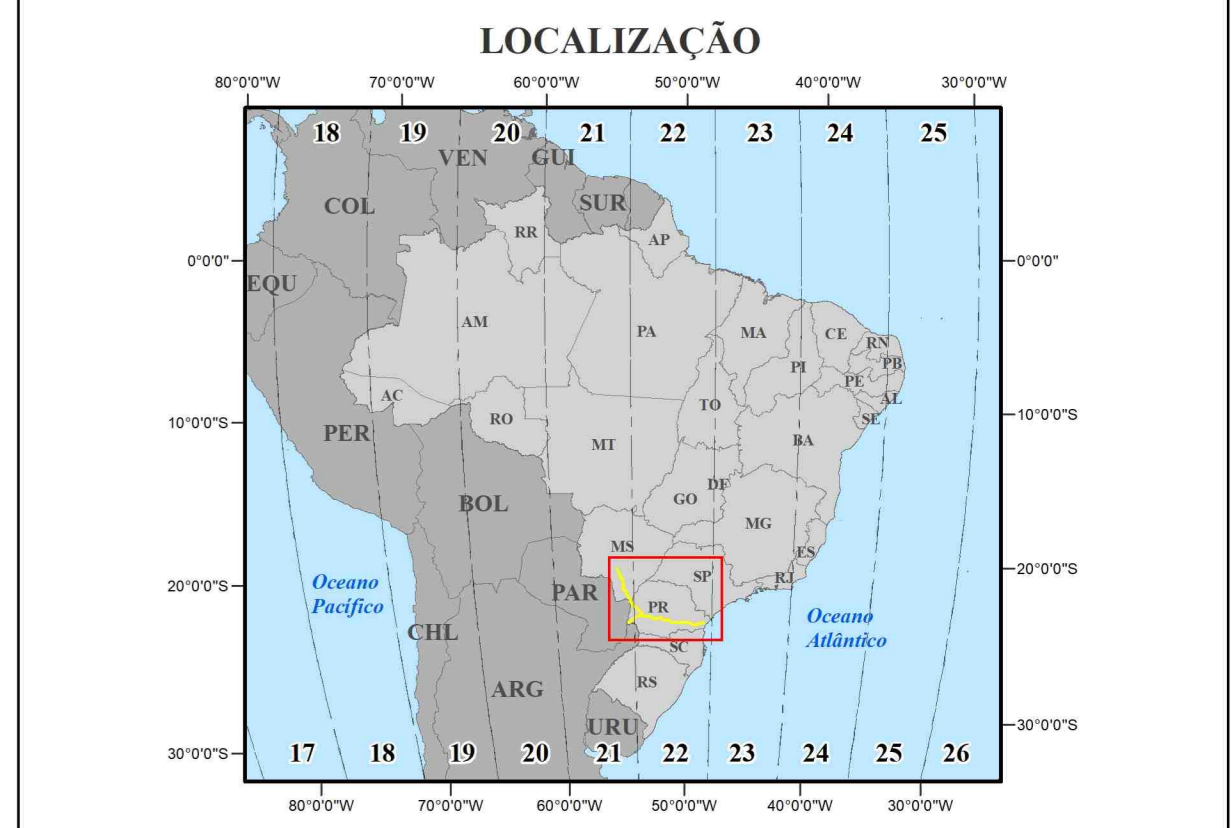 LOCALIZAÇÃO
80°0'0"W 70°0'0"W 60°0'0"W 50°0'0"W 40°0'0"W 30°0'0"W
18 19 20 21 22 23 24 25
VEN GUI
COL SUR
RR AP
0°0'0" 0°0'0"
EQU
AM PA MA CE
RN
PI PB
PE
AC AL
TO
10°0'0"S RO SE 10°0'0"S
PER MT BA
DF
BOL GO
MG
MS ES
20°0'0"S Oceano SP RJ 20°0'0"S
Pacífico PAR PR
Oceano
CHL Atlântico
SC
ARG RS
URU 30°0'0"S
30°0'0"S 17 18 19 20 21 22 23 24 25 26
80°0'0"W 70°0'0"W 60°0'0"W 50°0'0"W 40°0'0"W 30°0'0"W